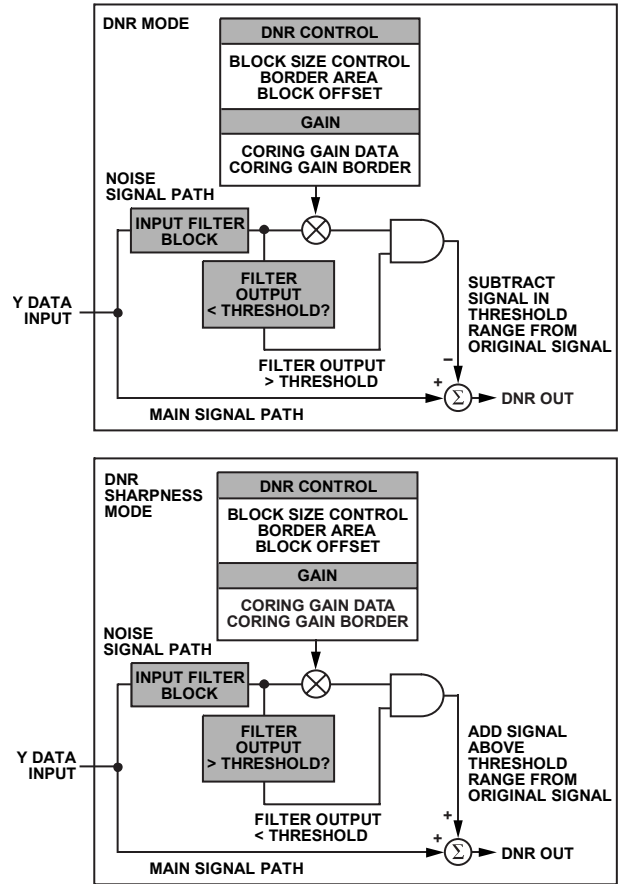 DNR MODE
DNR CONTROL
BLOCK SIZE CONTROL
BORDER AREA
BLOCK OFFSET
GAIN
CORING GAIN DATA
CORING GAIN BORDER
NOISE
SIGNAL PATH
INPUT FILTER
BLOCK
FILTER
OUTPUT
< THRESHOLD?
Y DATA
INPUT
SUBTRACT
SIGNAL IN
THRESHOLD
RANGE FROM
ORIGINAL SIGNAL
FILTER OUTPUT
> THRESHOLD
–
+
Σ
DNR OUT
MAIN SIGNAL PATH
DNR
SHARPNESS
MODE
DNR CONTROL
BLOCK SIZE CONTROL
BORDER AREA
BLOCK OFFSET
GAIN
CORING GAIN DATA
CORING GAIN BORDER
NOISE
SIGNAL PATH
INPUT FILTER
BLOCK
FILTER
OUTPUT
> THRESHOLD?
Y DATA
INPUT
ADD SIGNAL
ABOVE
THRESHOLD
RANGE FROM
ORIGINAL SIGNAL
FILTER OUTPUT
< THRESHOLD
+
+
Σ
DNR OUT
MAIN SIGNAL PATH